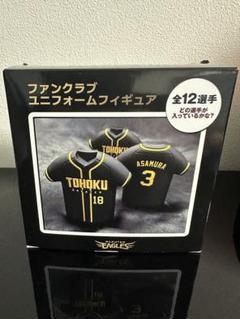 ファンクラブ
ユニフォームフィギュア
全12選手
どの選手が
入っているかな?
TOHOKU
18
ASAMURA
3
EAGLES